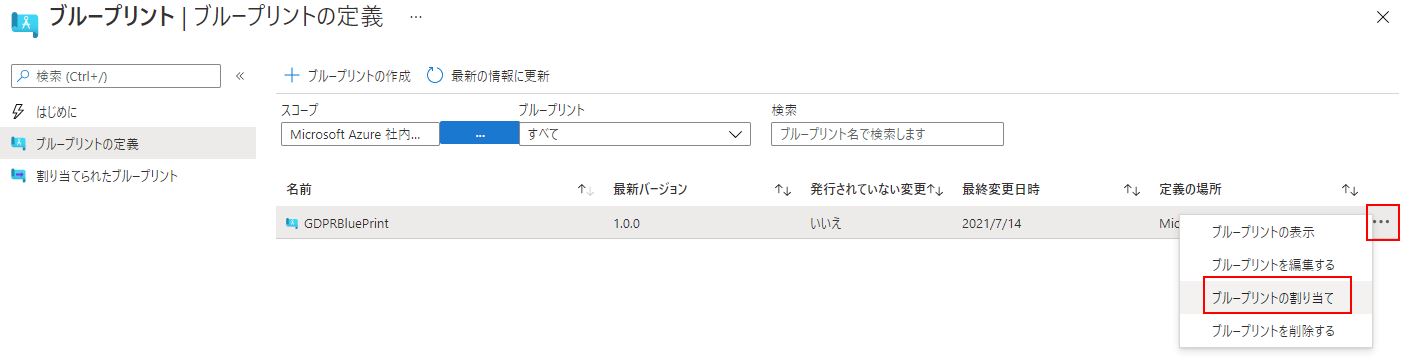 ブループリント | ブループリントの定義 …
検索 (Ctrl+/) «
はじめに
ブループリントの定義
割り当てられたブループリント
ブループリントの作成 最新の情報に更新
スコープ ブループリント 検索
Microsoft Azure 社内... ... すべて ブループリント名で検索します
名前 最新バージョン 発行されていない変更 最終変更日時 定義の場所
GDPRBluePrint 1.0.0 いいえ 2021/7/14
ブループリントの表示
ブループリントを編集する
ブループリントの割り当て
ブループリントを削除する